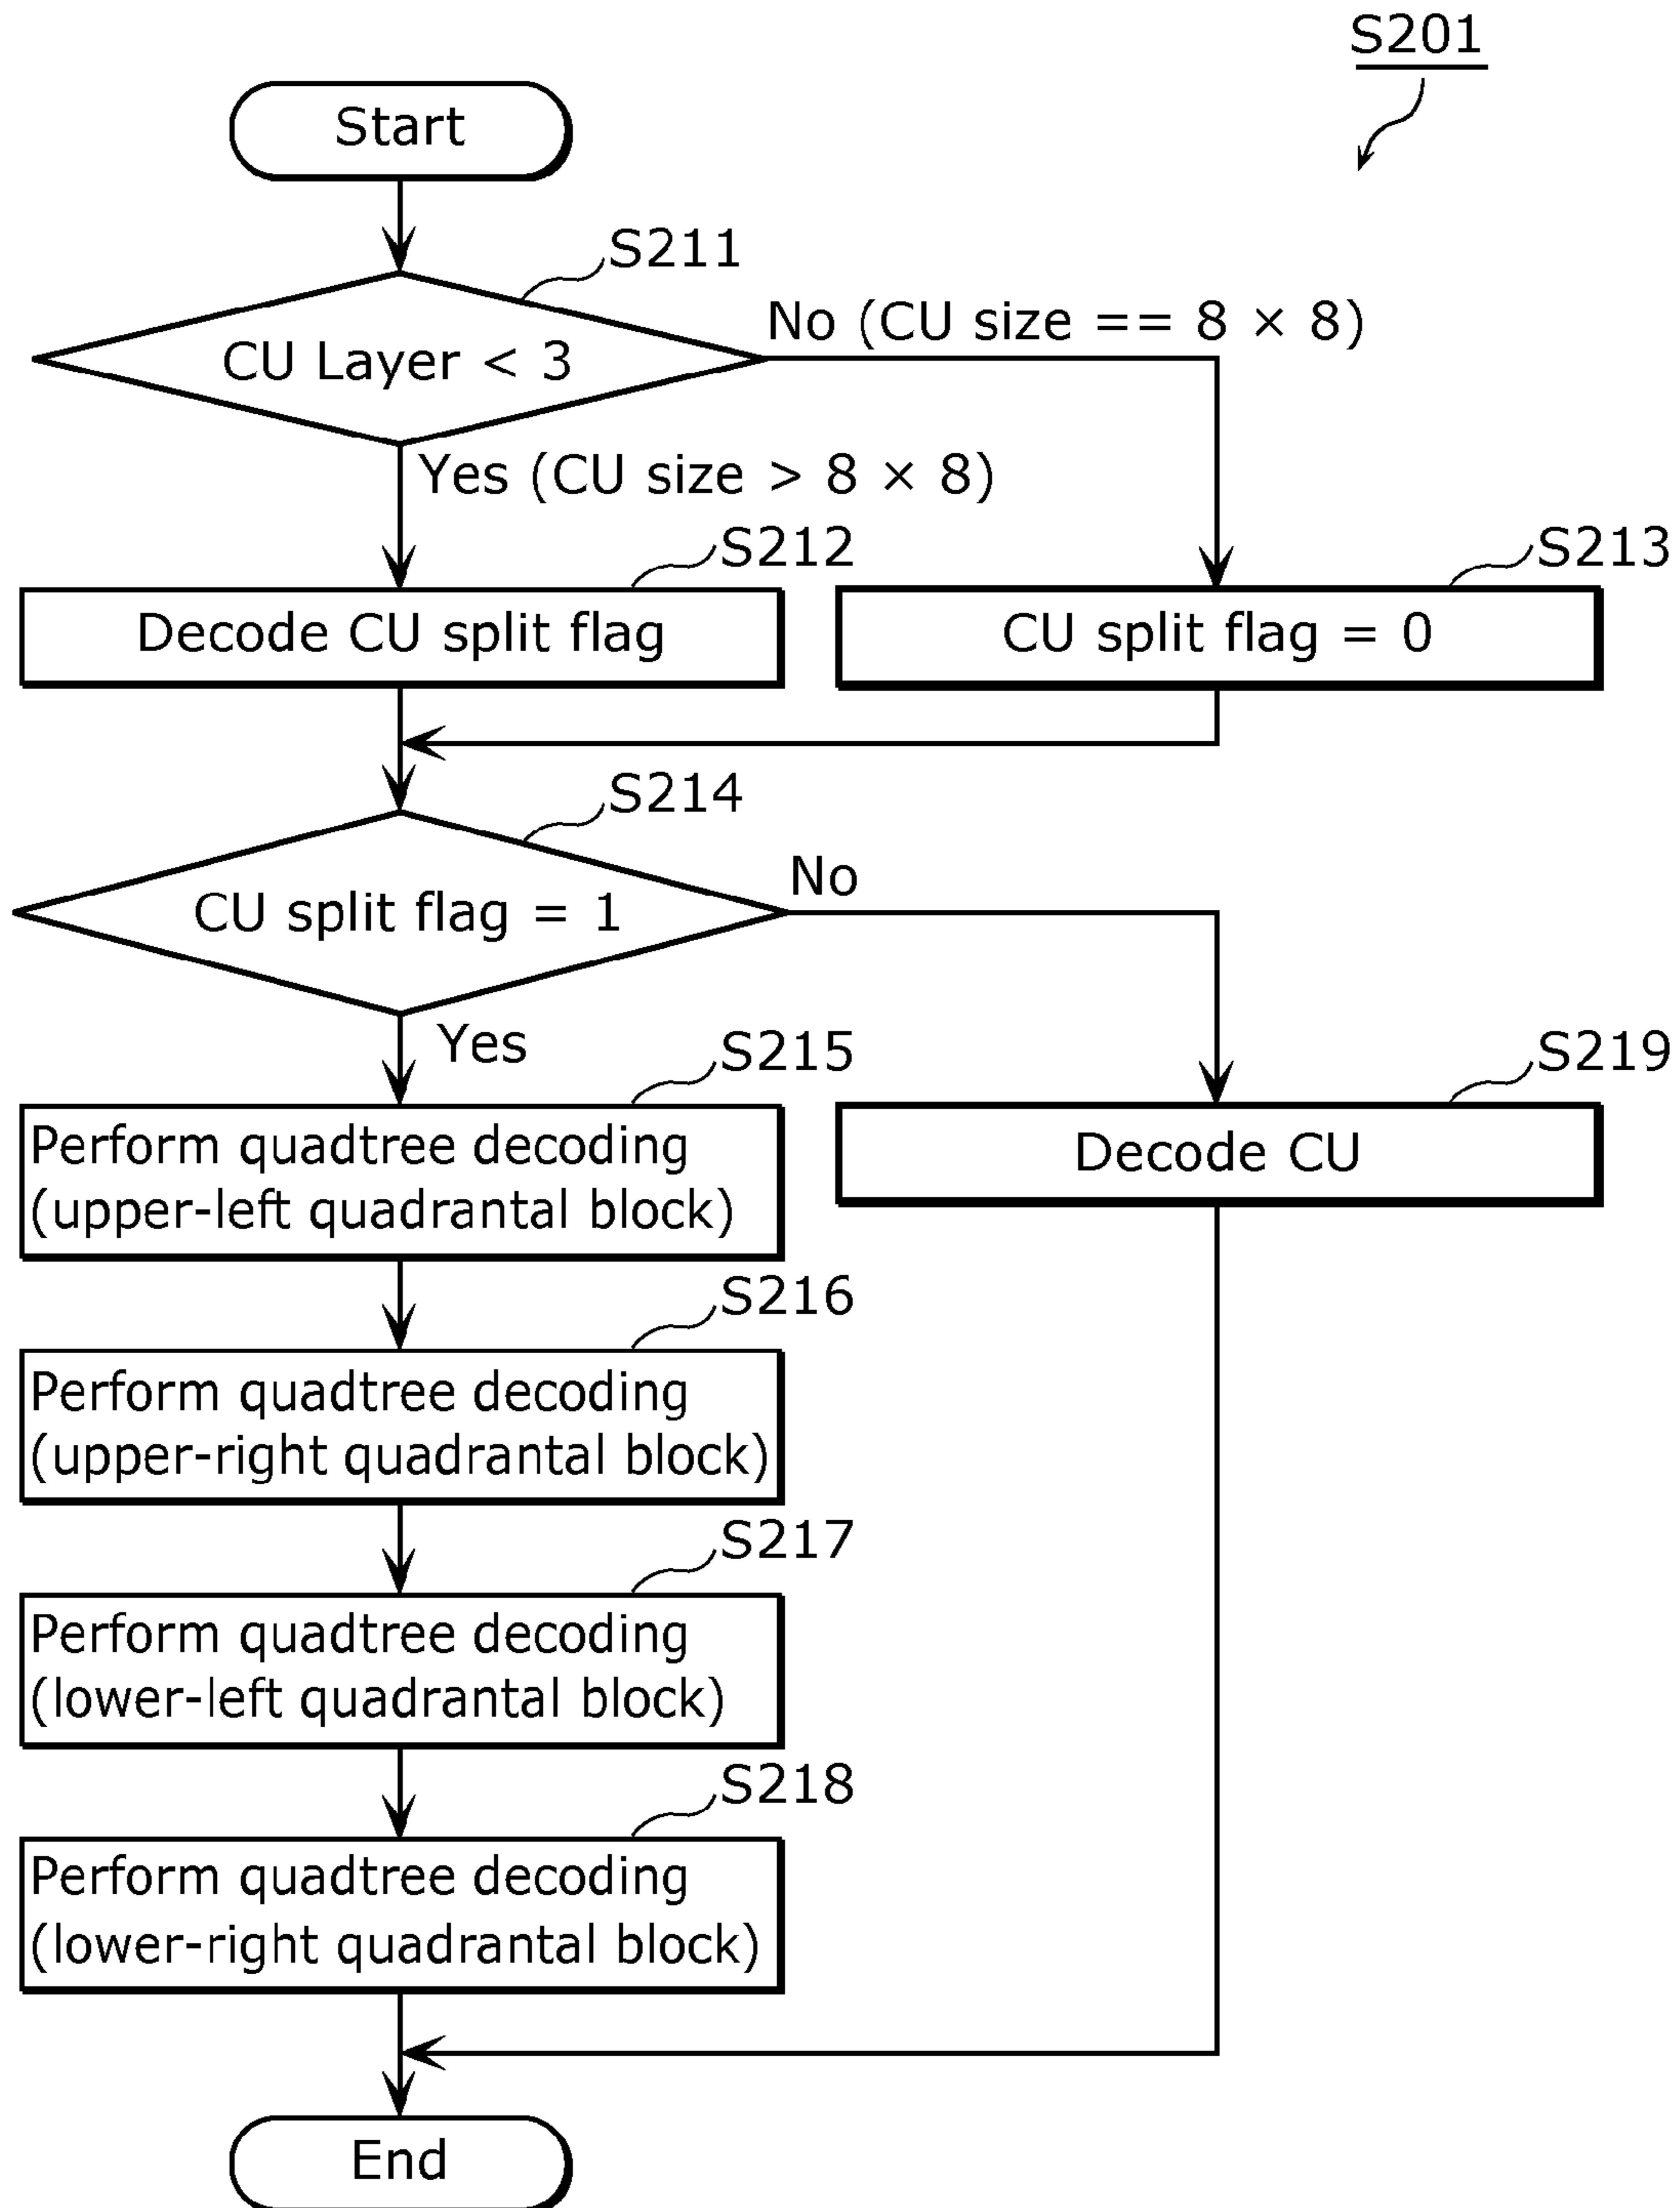 S201
Start
S211
CU Layer < 3
No (CU size == 8 × 8)
Yes (CU size > 8 × 8)
S212
Decode CU split flag
S213
CU split flag = 0
S214
CU split flag = 1
No
Yes
S215
Perform quadtree decoding
(upper-left quadrantal block)
S219
Decode CU
S216
Perform quadtree decoding
(upper-right quadrantal block)
S217
Perform quadtree decoding
(lower-left quadrantal block)
S218
Perform quadtree decoding
(lower-right quadrantal block)
End